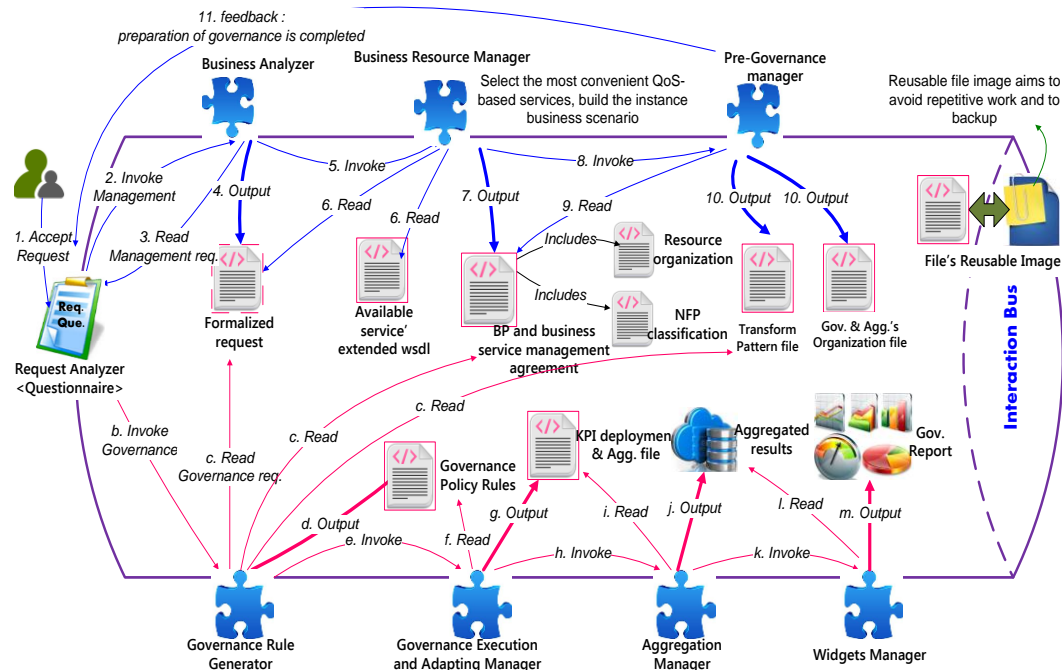 11. feedback :
preparation of governance is completed
Business Analyzer
Business Resource Manager
Pre-Governance
manager
Select the most convenient QoS-
based services, build the instance
business scenario
Reusable file image aims to
avoid repetitive work and to
backup
2. Invoke
Management
4. Output
5. Invoke
6. Read
6. Read
7. Output
8. Invoke
9. Read
10. Output
10. Output
1. Accept
Request
3. Read
Management req.
Includes
Includes
Resource
organization
NFP
classification
</>
</>
</>
</>
</>
</>
</>
</>
File's Reusable Image
Req.
Que.
Request Analyzer
<Questionnaire>
Formalized
request
Available
service'
extended wsdl
BP and business
service management
agreement
Transform
Pattern file
Gov. & Agg.'s
Organization file
Interaction Bus
b. Invoke
Governance
c. Read
Governance req.
c. Read
c. Read
</>
Governance
Policy Rules
</>
KPI deploymen
& Agg. file
Aggregated
results
Gov.
Report
d. Output
e. Invoke
f. Read
g. Output
h. Invoke
i. Read
j. Output
k. Invoke
l. Read
m. Output
Governance Rule
Generator
Governance Execution
and Adapting Manager
Aggregation
Manager
Widgets Manager